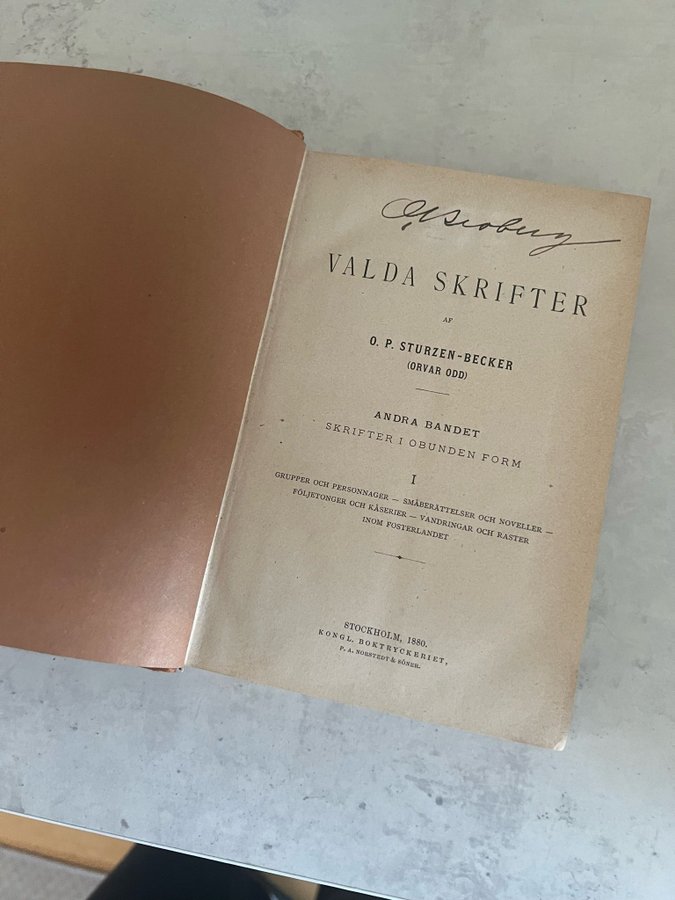 VALDA SKRIFTER
AF
O. P. STURZEN-BECKER
(ORVAR ODD)
ANDRA BANDET
SKRIFTER I OBUNDEN FORM
I
GRUPPER OCH PERSONNAGER — SMÅBERÄTTELSER OCH NOVELLER —
FÖLJETONGER OCH KÅSERIER — VANDRINGAR OCH RASTER
INOM FOSTERLANDET
STOCKHOLM, 1880.
KONGL. BOKTRYCKERIET,
P. A. NORSTEDT & SÖNER.